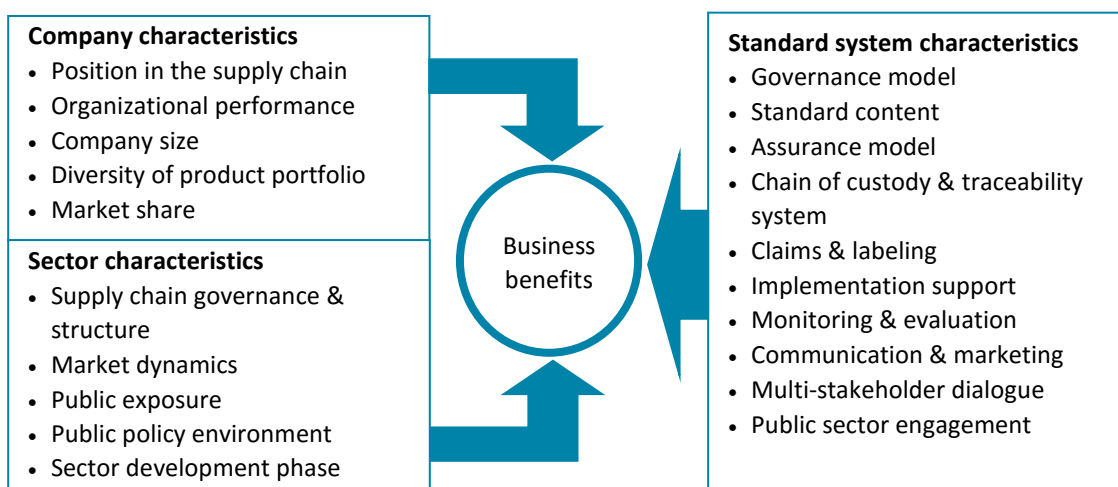 Company characteristics
• Position in the supply chain
• Organizational performance
• Company size
• Diversity of product portfolio
• Market share
Sector characteristics
• Supply chain governance &
structure
• Market dynamics
• Public exposure
• Public policy environment
• Sector development phase
Business
benefits
Standard system characteristics
• Governance model
• Standard content
• Assurance model
• Chain of custody & traceability
system
• Claims & labeling
• Implementation support
• Monitoring & evaluation
• Communication & marketing
• Multi-stakeholder dialogue
• Public sector engagement